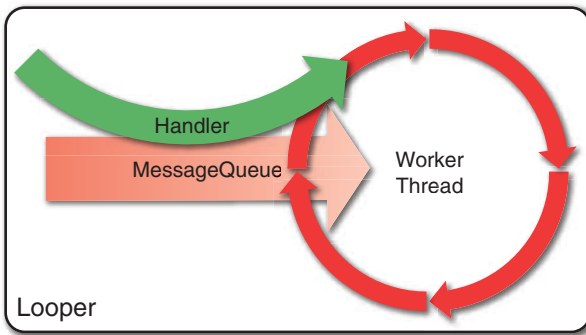 Handler
MessageQueue
Worker
Thread
Looper